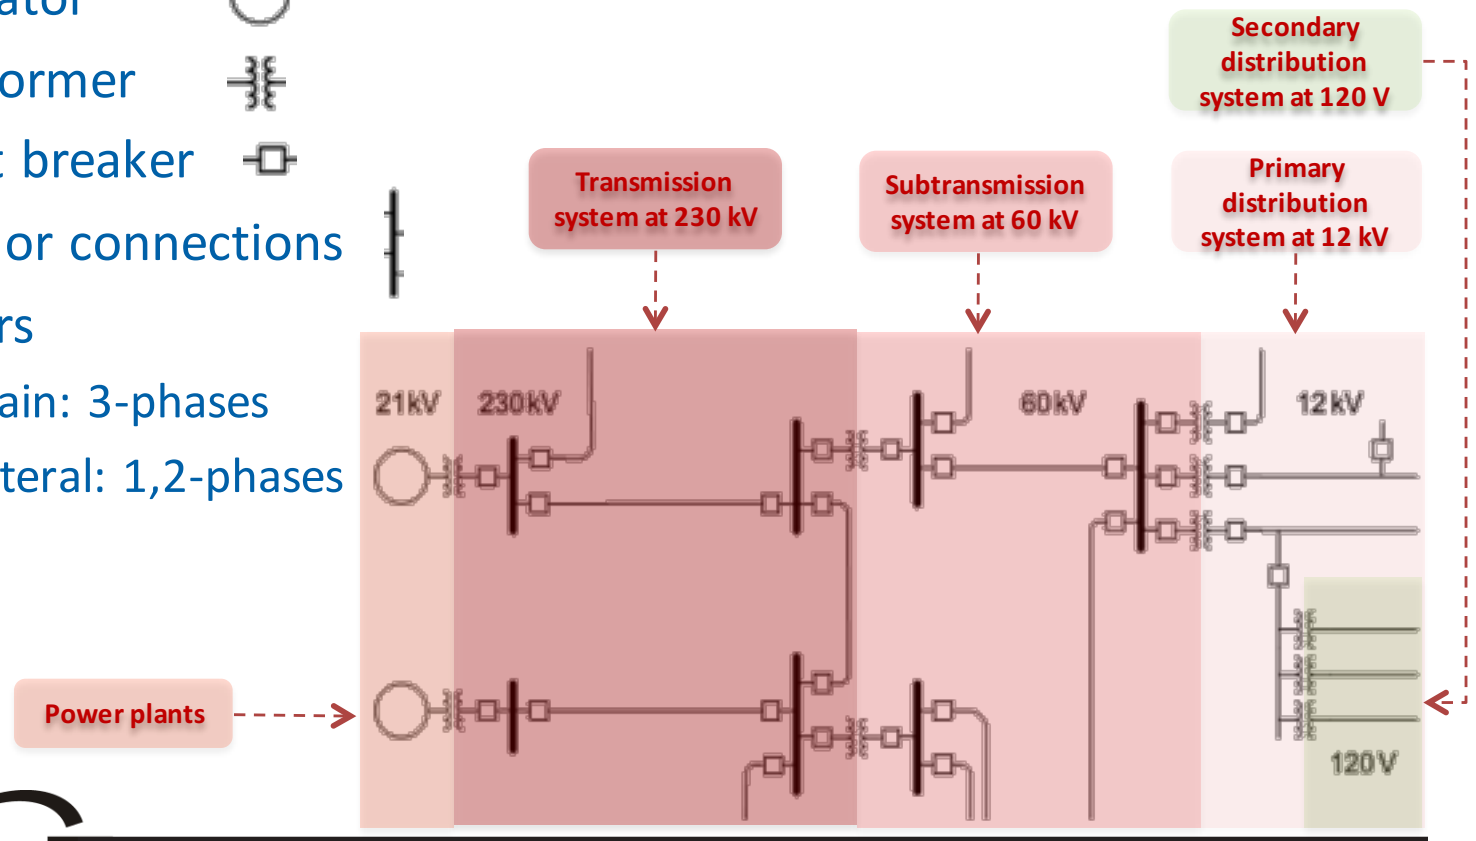 ator
ormer
t breaker
or connections
rs
ain: 3-phases
teral: 1,2-phases
Secondary
distribution
system at 120 V
Transmission
system at 230 kV
Subtransmission
system at 60 kV
Primary
distribution
system at 12 kV
21kV
230kV
60kV
12kV
Power plants
120V